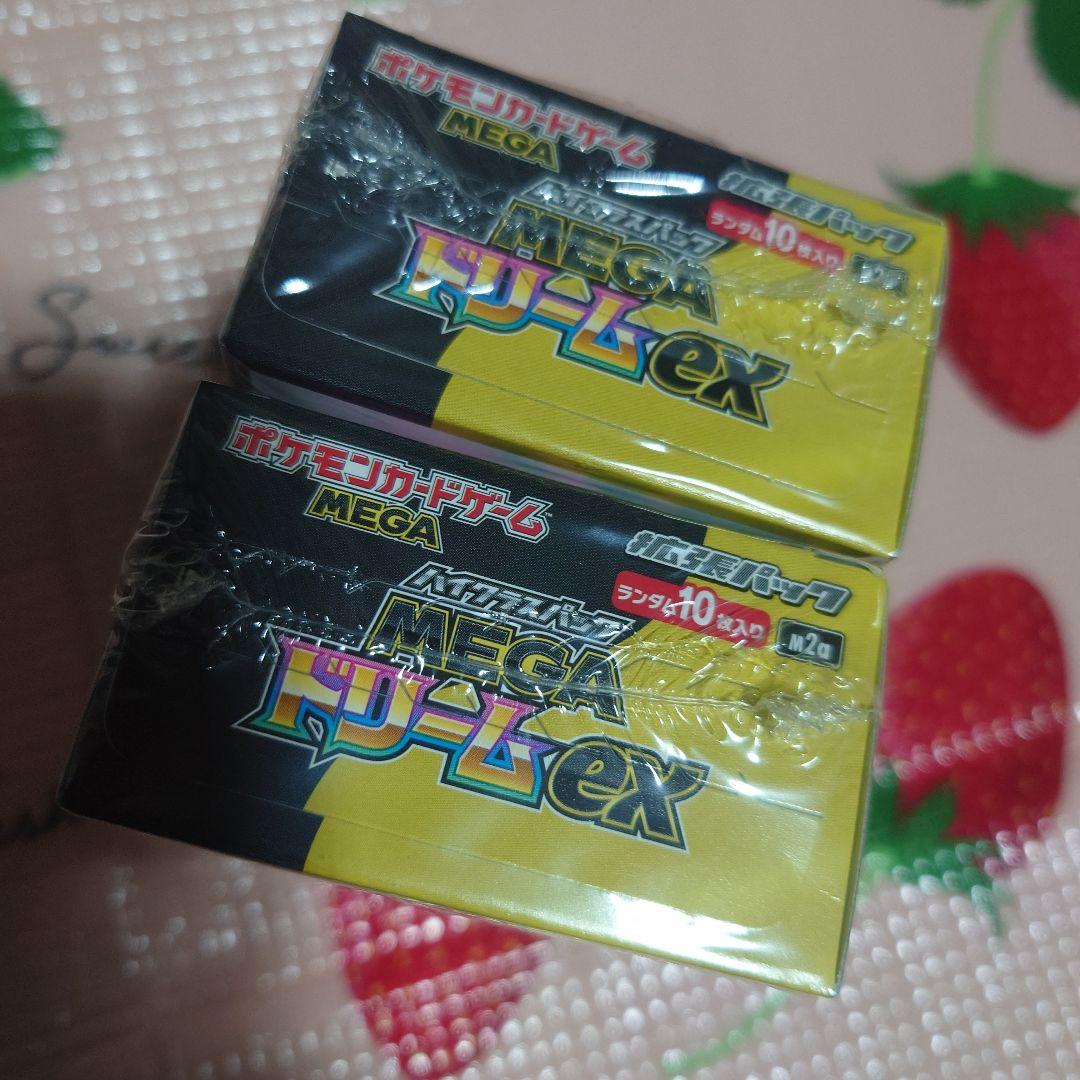 ポケモンカードゲーム
MEGA
拡張パック
ハイクラスパック
ランダム10枚入り
MEGA
ドリームex
ポケモンカードゲーム
MEGA
拡張パック
ハイクラスパック
ランダム10枚入り
M2a
MEGA
ドリームex